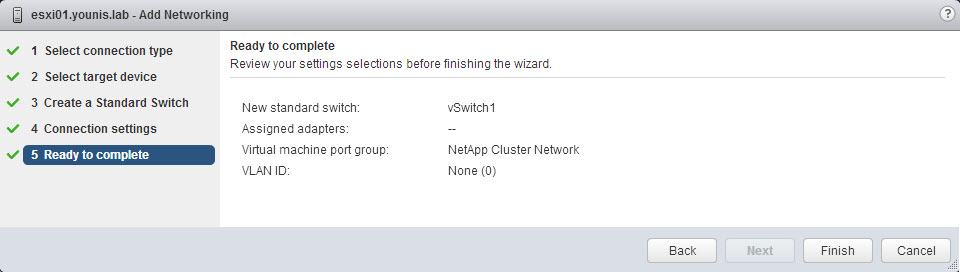 esxi01.younis.lab - Add Networking
?
1 Select connection type
2 Select target device
3 Create a Standard Switch
4 Connection settings
5 Ready to complete
Ready to complete
Review your settings selections before finishing the wizard.
New standard switch: vSwitch1
Assigned adapters: --
Virtual machine port group: NetApp Cluster Network
VLAN ID: None (0)
Back Next Finish Cancel